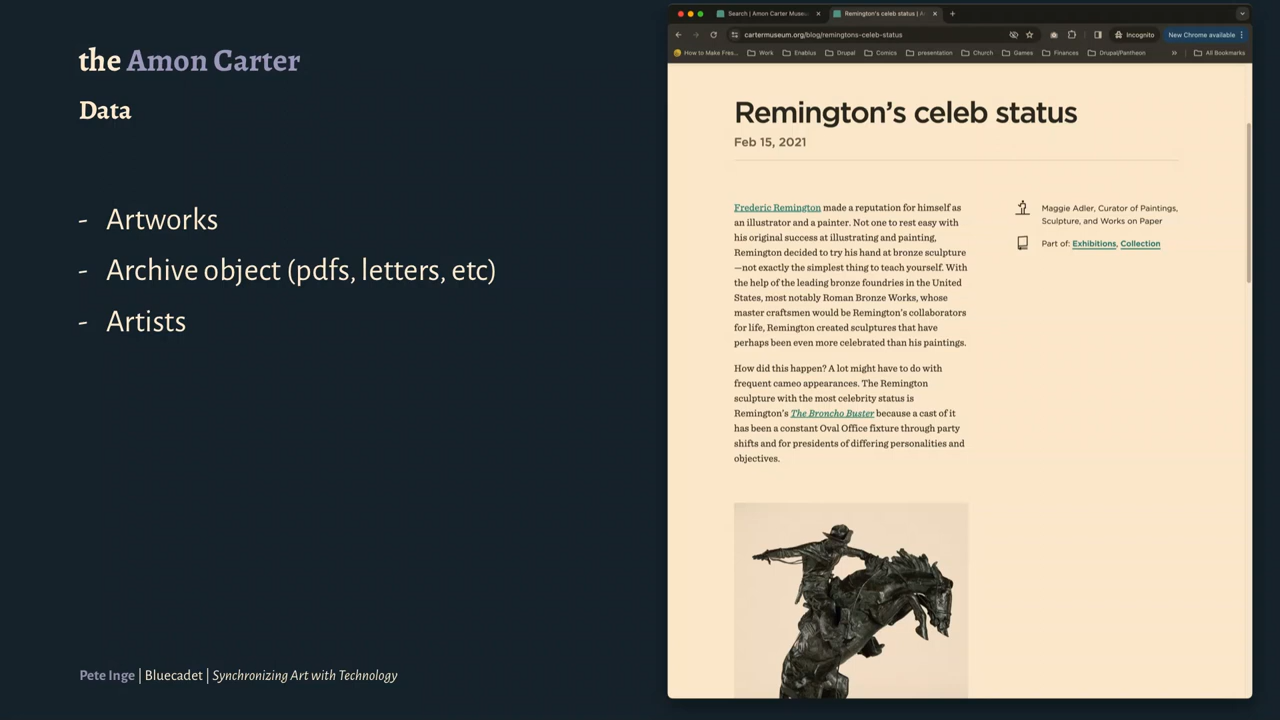 the Amon Carter
Data
- Artworks
- Archive object (pdfs, letters, etc)
- Artists
Pete Inge | Bluecadet | Synchronizing Art with Technology
Search | Amon Carter Museu
Remington's celeb status | A
cartermuseum.org/blog/remingtons-celeb-status
Incognito
New Chrome available
How to Make Free...
Work
Enablus
Drupal
Comics
presentation
Church
Games
Finances
Drupal/Pantheon
»
All Bookmarks
Remington’s celeb status
Feb 15, 2021
Frederic Remington made a reputation for himself as
an illustrator and a painter. Not one to rest easy with
his original success at illustrating and painting,
Remington decided to try his hand at bronze sculpture
—not exactly the simplest thing to teach yourself. With
the help of the leading bronze foundries in the United
States, most notably Roman Bronze Works, whose
master craftsmen would be Remington’s collaborators
for life, Remington created sculptures that have
perhaps been even more celebrated than his paintings.
How did this happen? A lot might have to do with
frequent cameo appearances. The Remington
sculpture with the most celebrity status is
Remington’s The Broncho Buster because a cast of it
has been a constant Oval Office fixture through party
shifts and for presidents of differing personalities and
objectives.
Maggie Adler, Curator of Paintings,
Sculpture, and Works on Paper
Part of: Exhibitions, Collection